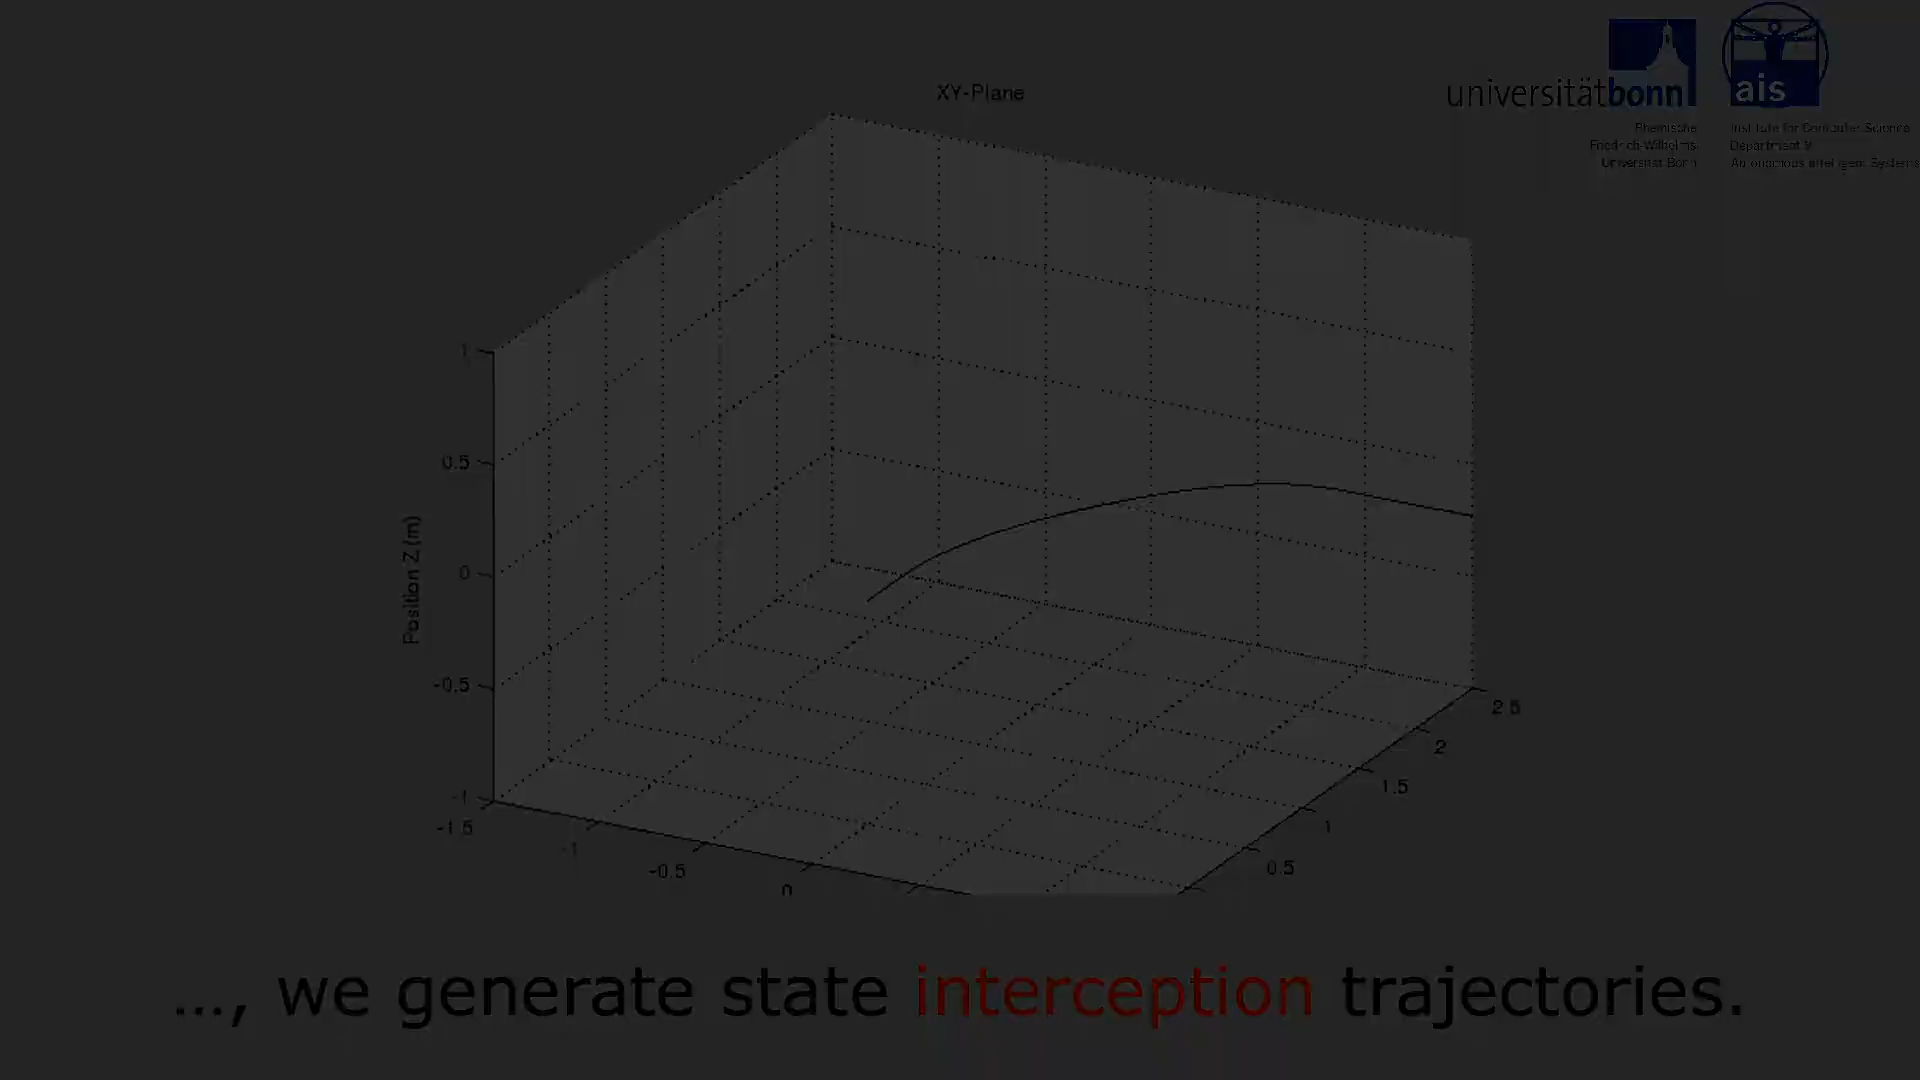 universitätbonn
ais
Rheinische
Friedrich-Wilhelms
Universität Bonn
Institute for Computer Science
Department V
Autonomous Intelligent Systems
XY-Plane
1
0.5
0
-0.5
-1
Position Z (m)
-1.5
-1
-0.5
0
0.5
1
1.5
2
2.5
..., we generate state interception trajectories.